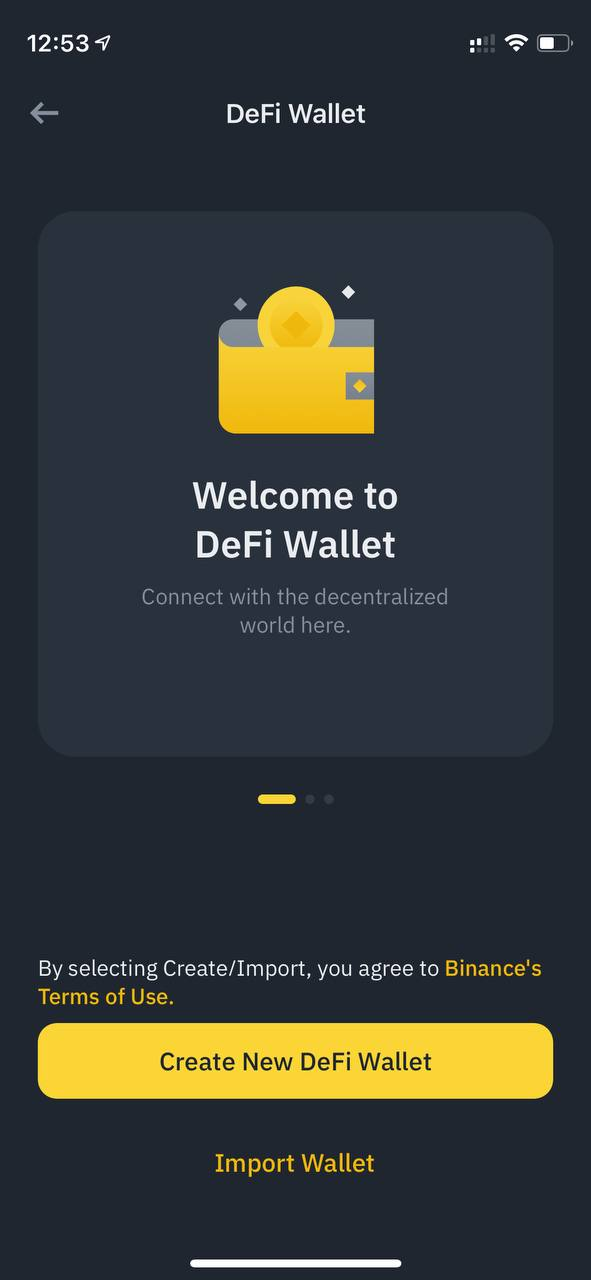 12:53
DeFi Wallet
Welcome to
DeFi Wallet
Connect with the decentralized
world here.
By selecting Create/Import, you agree to Binance's
Terms of Use.
Create New DeFi Wallet
Import Wallet